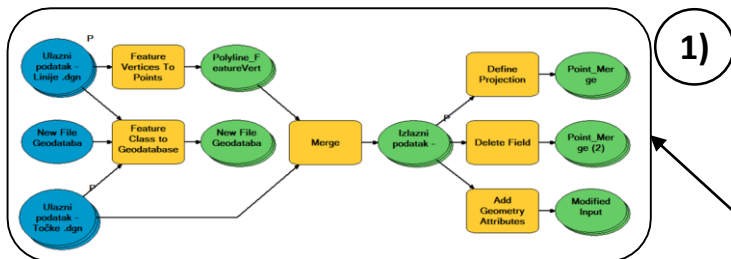 1)
P
Ulazni
podatak -
Linije .dgn
Feature
Vertices To
Points
Polyline_F
eatureVert
Define
Projection
Point_Mer
ge
New File
Geodataba
Feature
Class to
Geodatabase
New File
Geodataba
Merge
P
Izlazni
podatak -
Delete Field
Point_Mer
ge (2)
P
Ulazni
podatak -
Točke .dgn
Add
Geometry
Attributes
Modified
Input